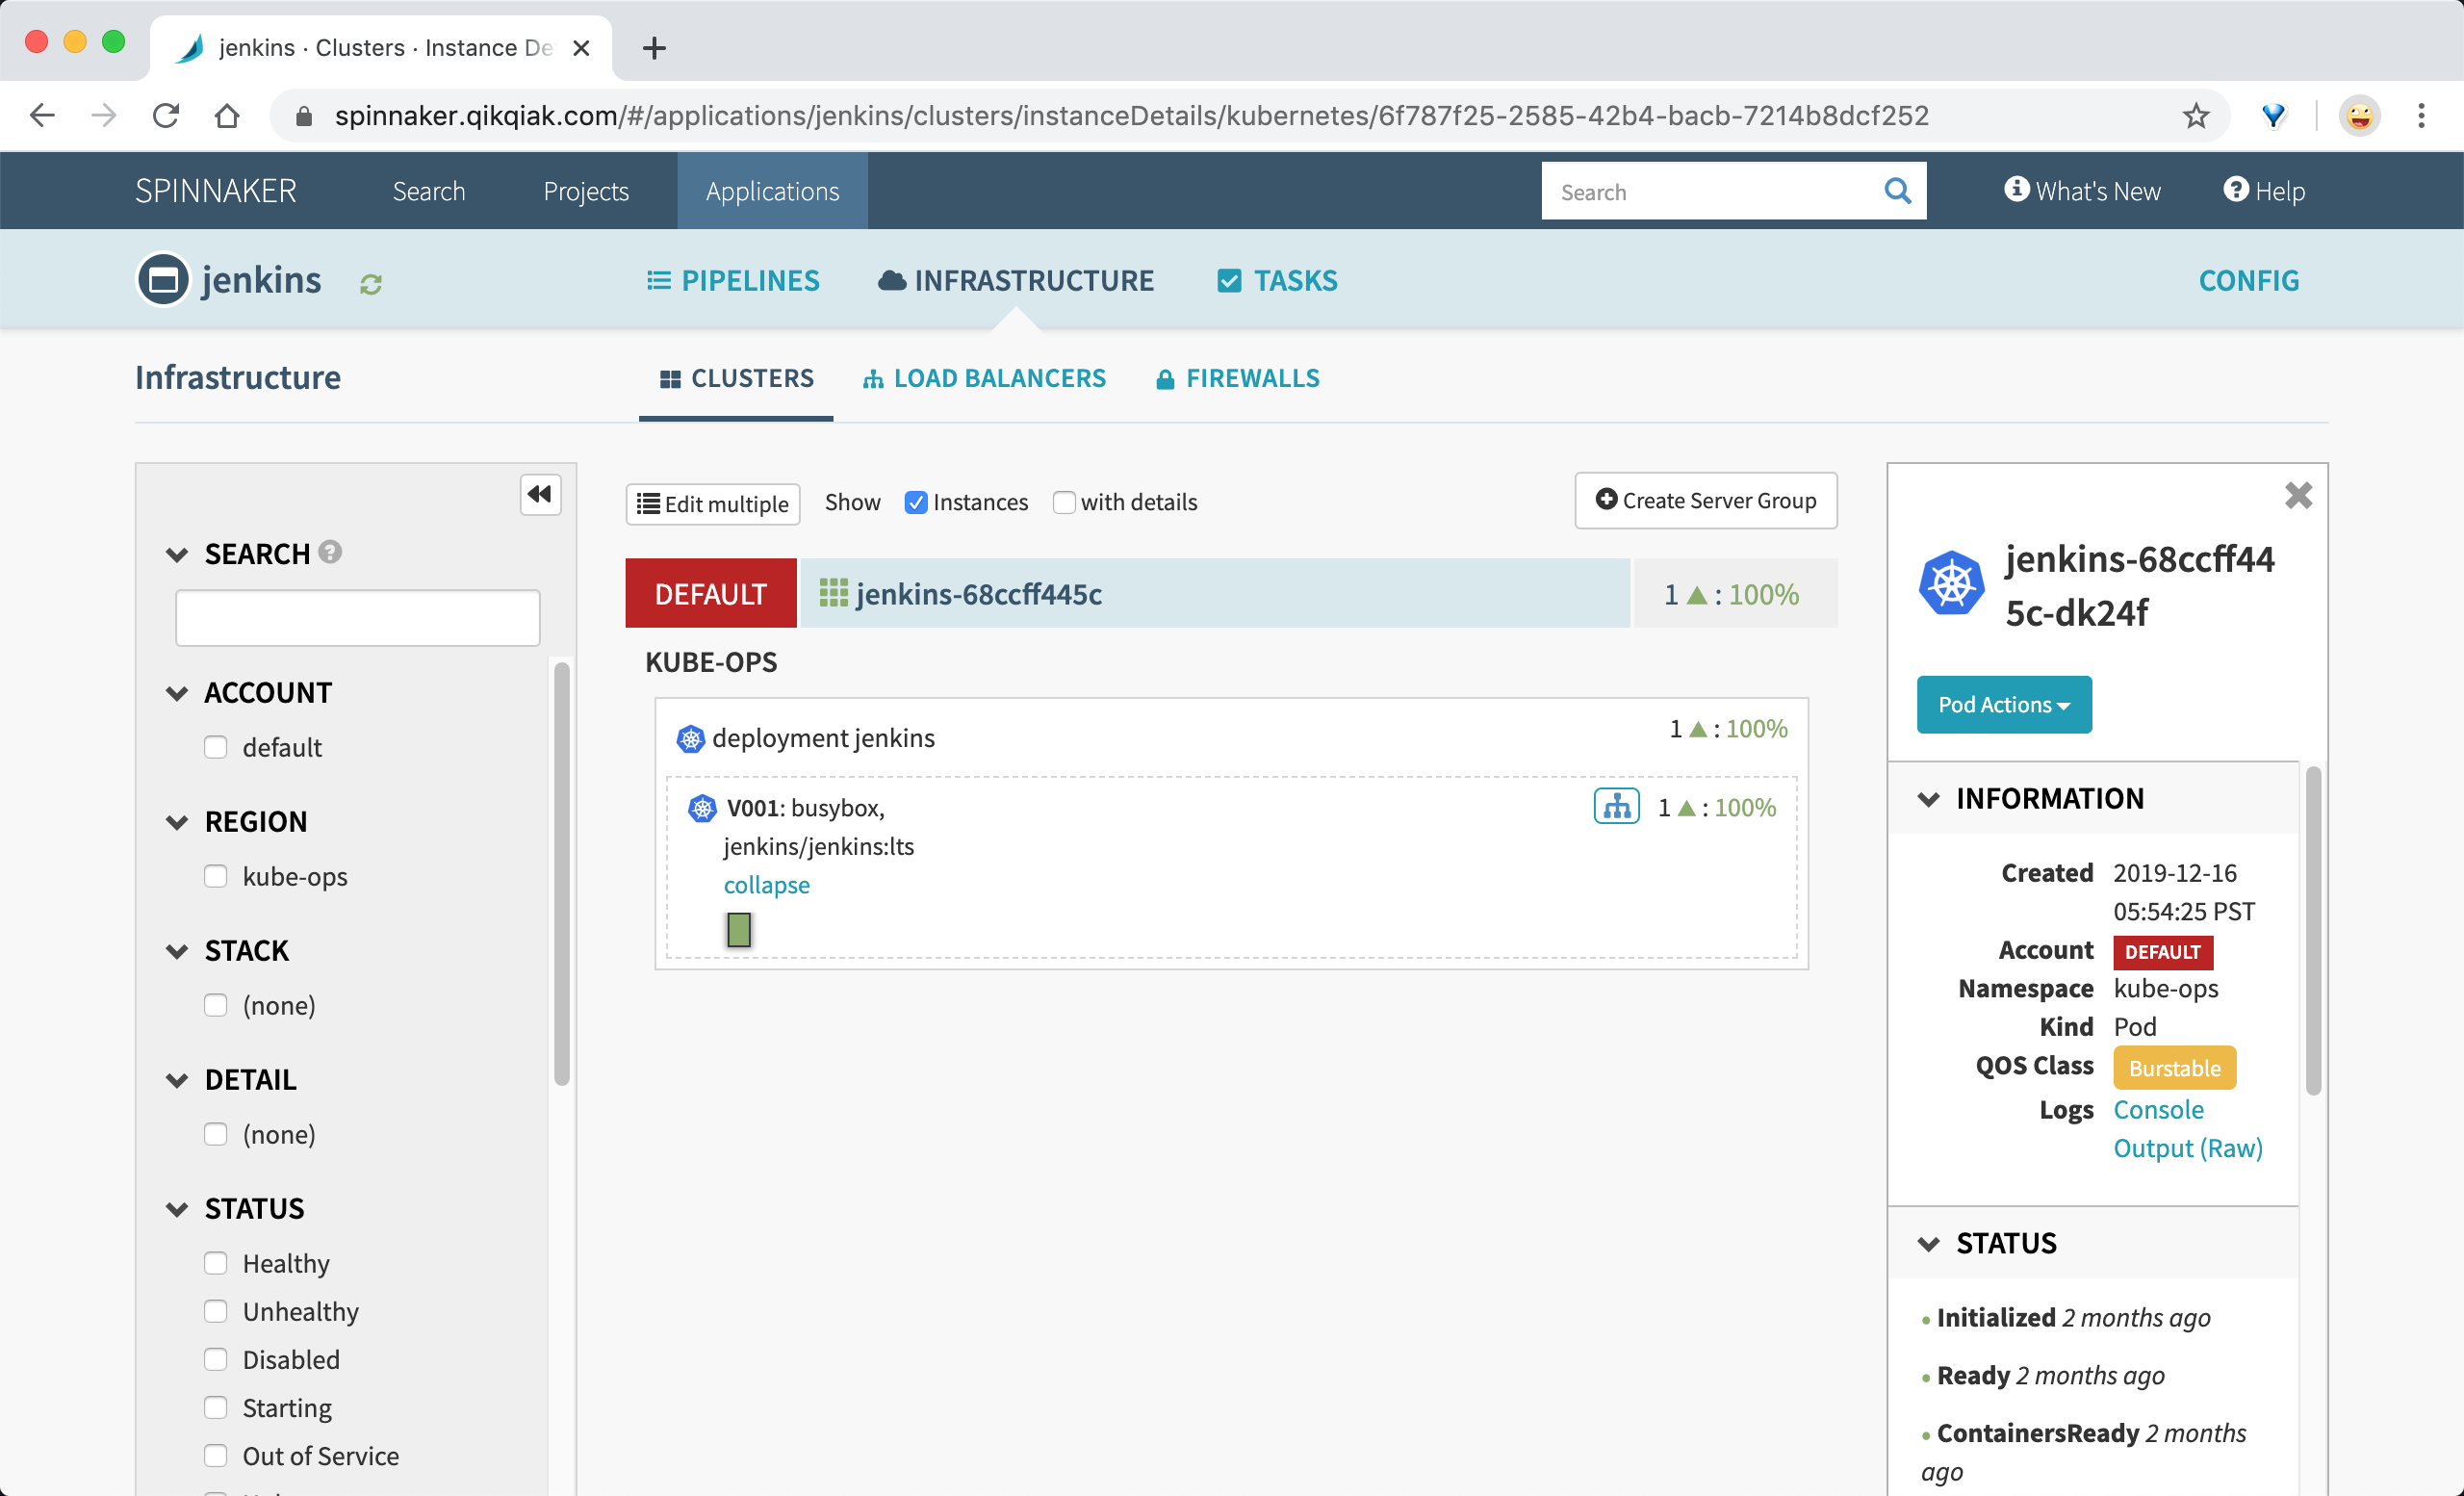 jenkins · Clusters · Instance De
spinnaker.qikqiak.com/#/applications/jenkins/clusters/instanceDetails/kubernetes/6f787f25-2585-42b4-bacb-7214b8dcf252
SPINNAKER
Search
Projects
Applications
Search
What's New
Help
jenkins
PIPELINES
INFRASTRUCTURE
TASKS
CONFIG
Infrastructure
CLUSTERS
LOAD BALANCERS
FIREWALLS
SEARCH
ACCOUNT
default
REGION
kube-ops
STACK
(none)
DETAIL
(none)
STATUS
Healthy
Unhealthy
Disabled
Starting
Out of Service
Edit multiple
Show
Instances
with details
Create Server Group
DEFAULT
jenkins-68ccff445c
1 ▲ : 100%
KUBE-OPS
deployment jenkins
1 ▲ : 100%
V001: busybox,
jenkins/jenkins:lts
collapse
1 ▲ : 100%
jenkins-68ccff44
5c-dk24f
Pod Actions
INFORMATION
Created 2019-12-16
05:54:25 PST
Account DEFAULT
Namespace kube-ops
Kind Pod
QOS Class Burstable
Logs Console
Output (Raw)
STATUS
• Initialized 2 months ago
• Ready 2 months ago
• ContainersReady 2 months
ago